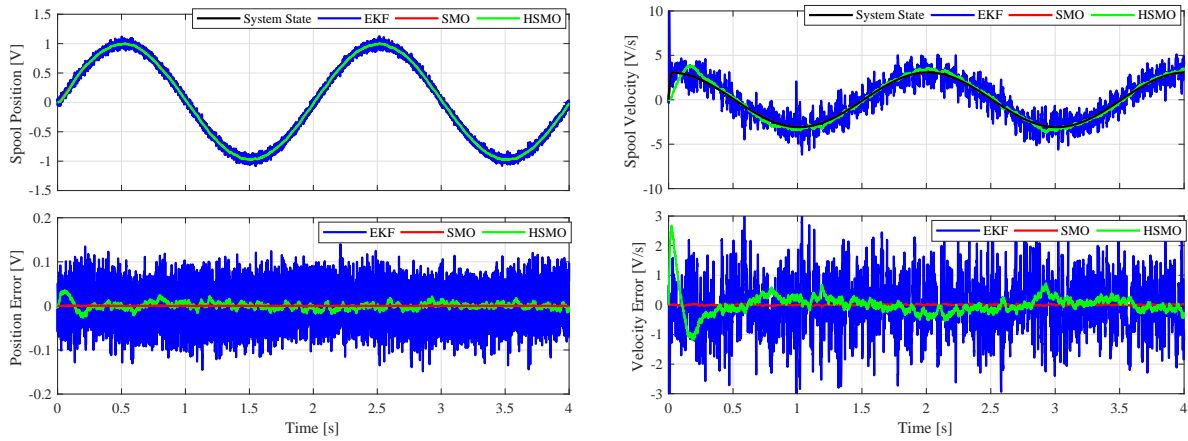 System State EKF SMO HSMO
Spool Position [V]
1.5
1
0.5
0
-0.5
-1
-1.5
EKF SMO HSMO
Position Error [V]
0.2
0.1
0
-0.1
-0.2
0 0.5 1 1.5 2 2.5 3 3.5 4
Time [s]
System State EKF SMO HSMO
Spool Velocity [V/s]
10
5
0
-5
-10
EKF SMO HSMO
Velocity Error [V/s]
3
2
1
0
-1
-2
-3
0 0.5 1 1.5 2 2.5 3 3.5 4
Time [s]